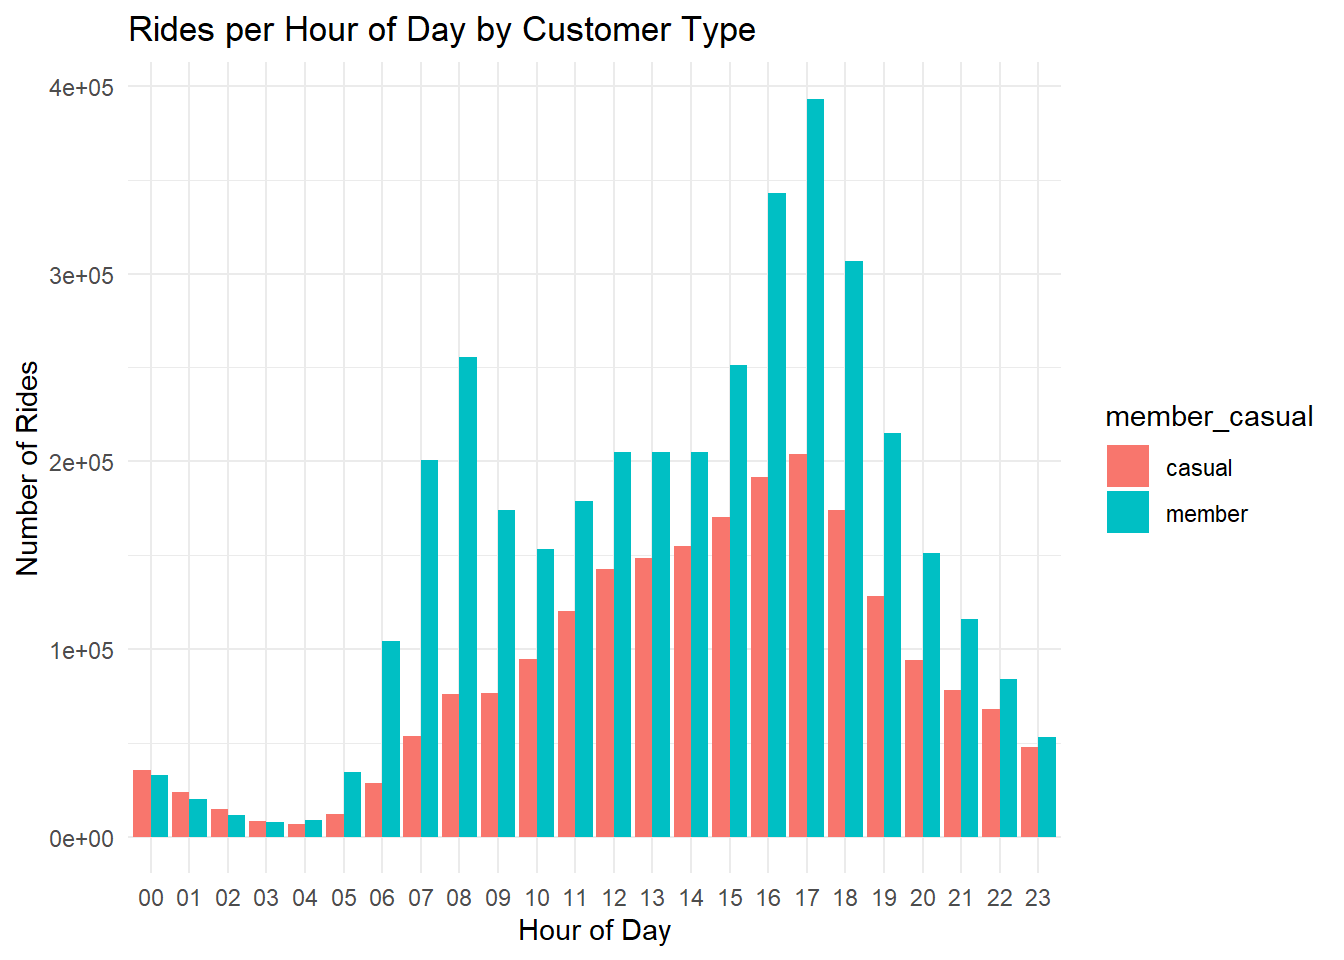 Rides per Hour of Day by Customer Type
4e+05
3e+05
2e+05
1e+05
0e+00
Number of Rides
00 01 02 03 04 05 06 07 08 09 10 11 12 13 14 15 16 17 18 19 20 21 22 23
Hour of Day
member_casual
casual
member